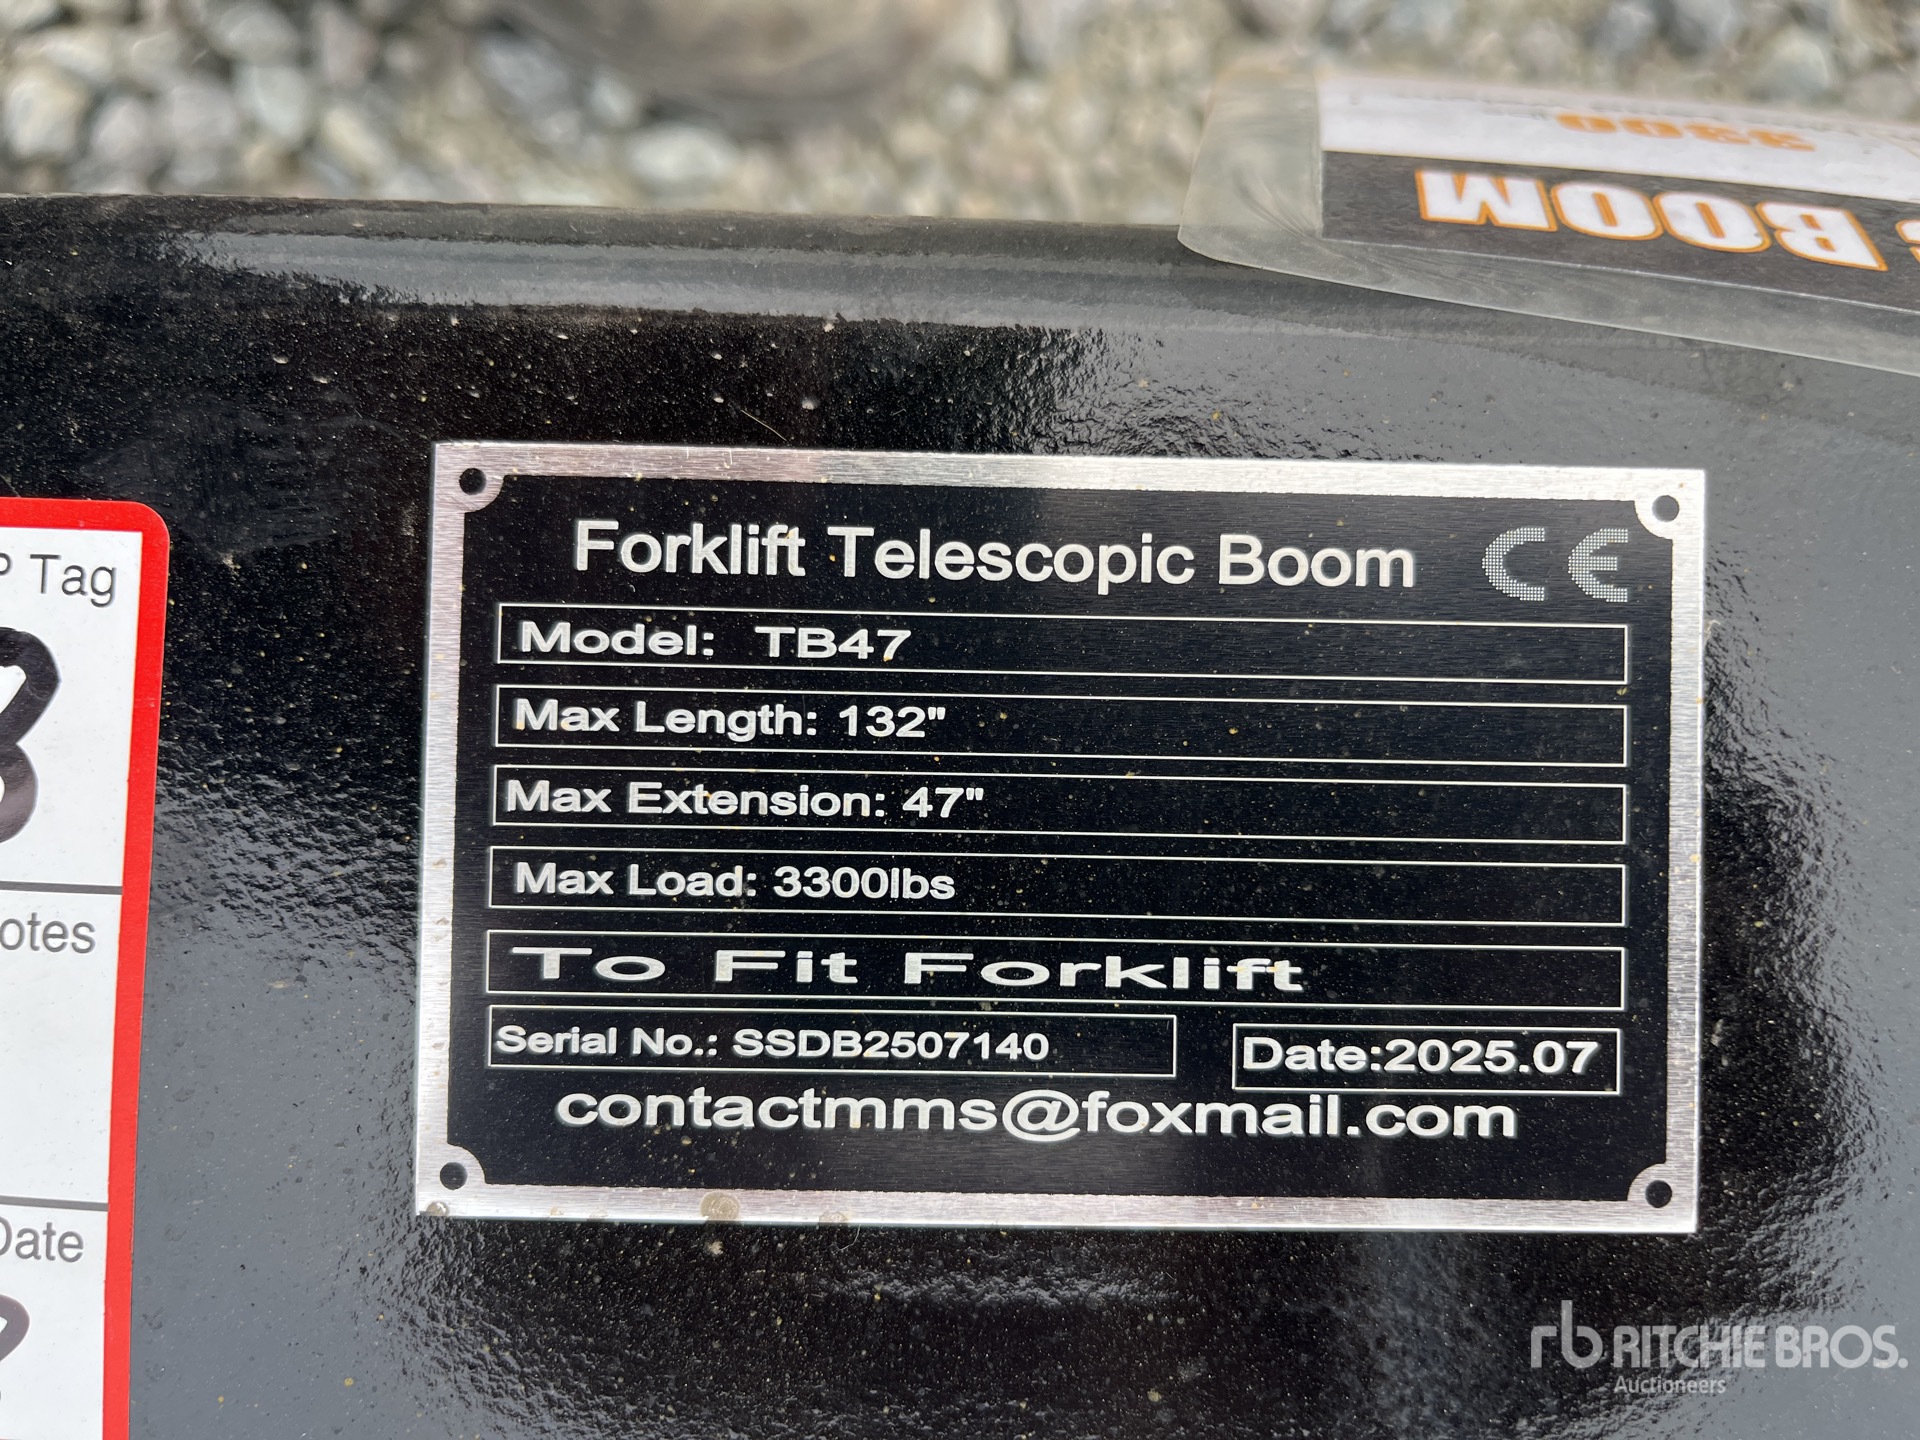 3300
BOOM
Tag
Forklift Telescopic Boom CE
Model: TB47
Max Length: 132"
Max Extension: 47"
Max Load: 3300lbs
To Fit Forklift
Serial No.: SSDB2507140
Date:2025.07
contactmms@foxmail.com
otes
Date
rb RITCHIE BROS.
Auctioneers